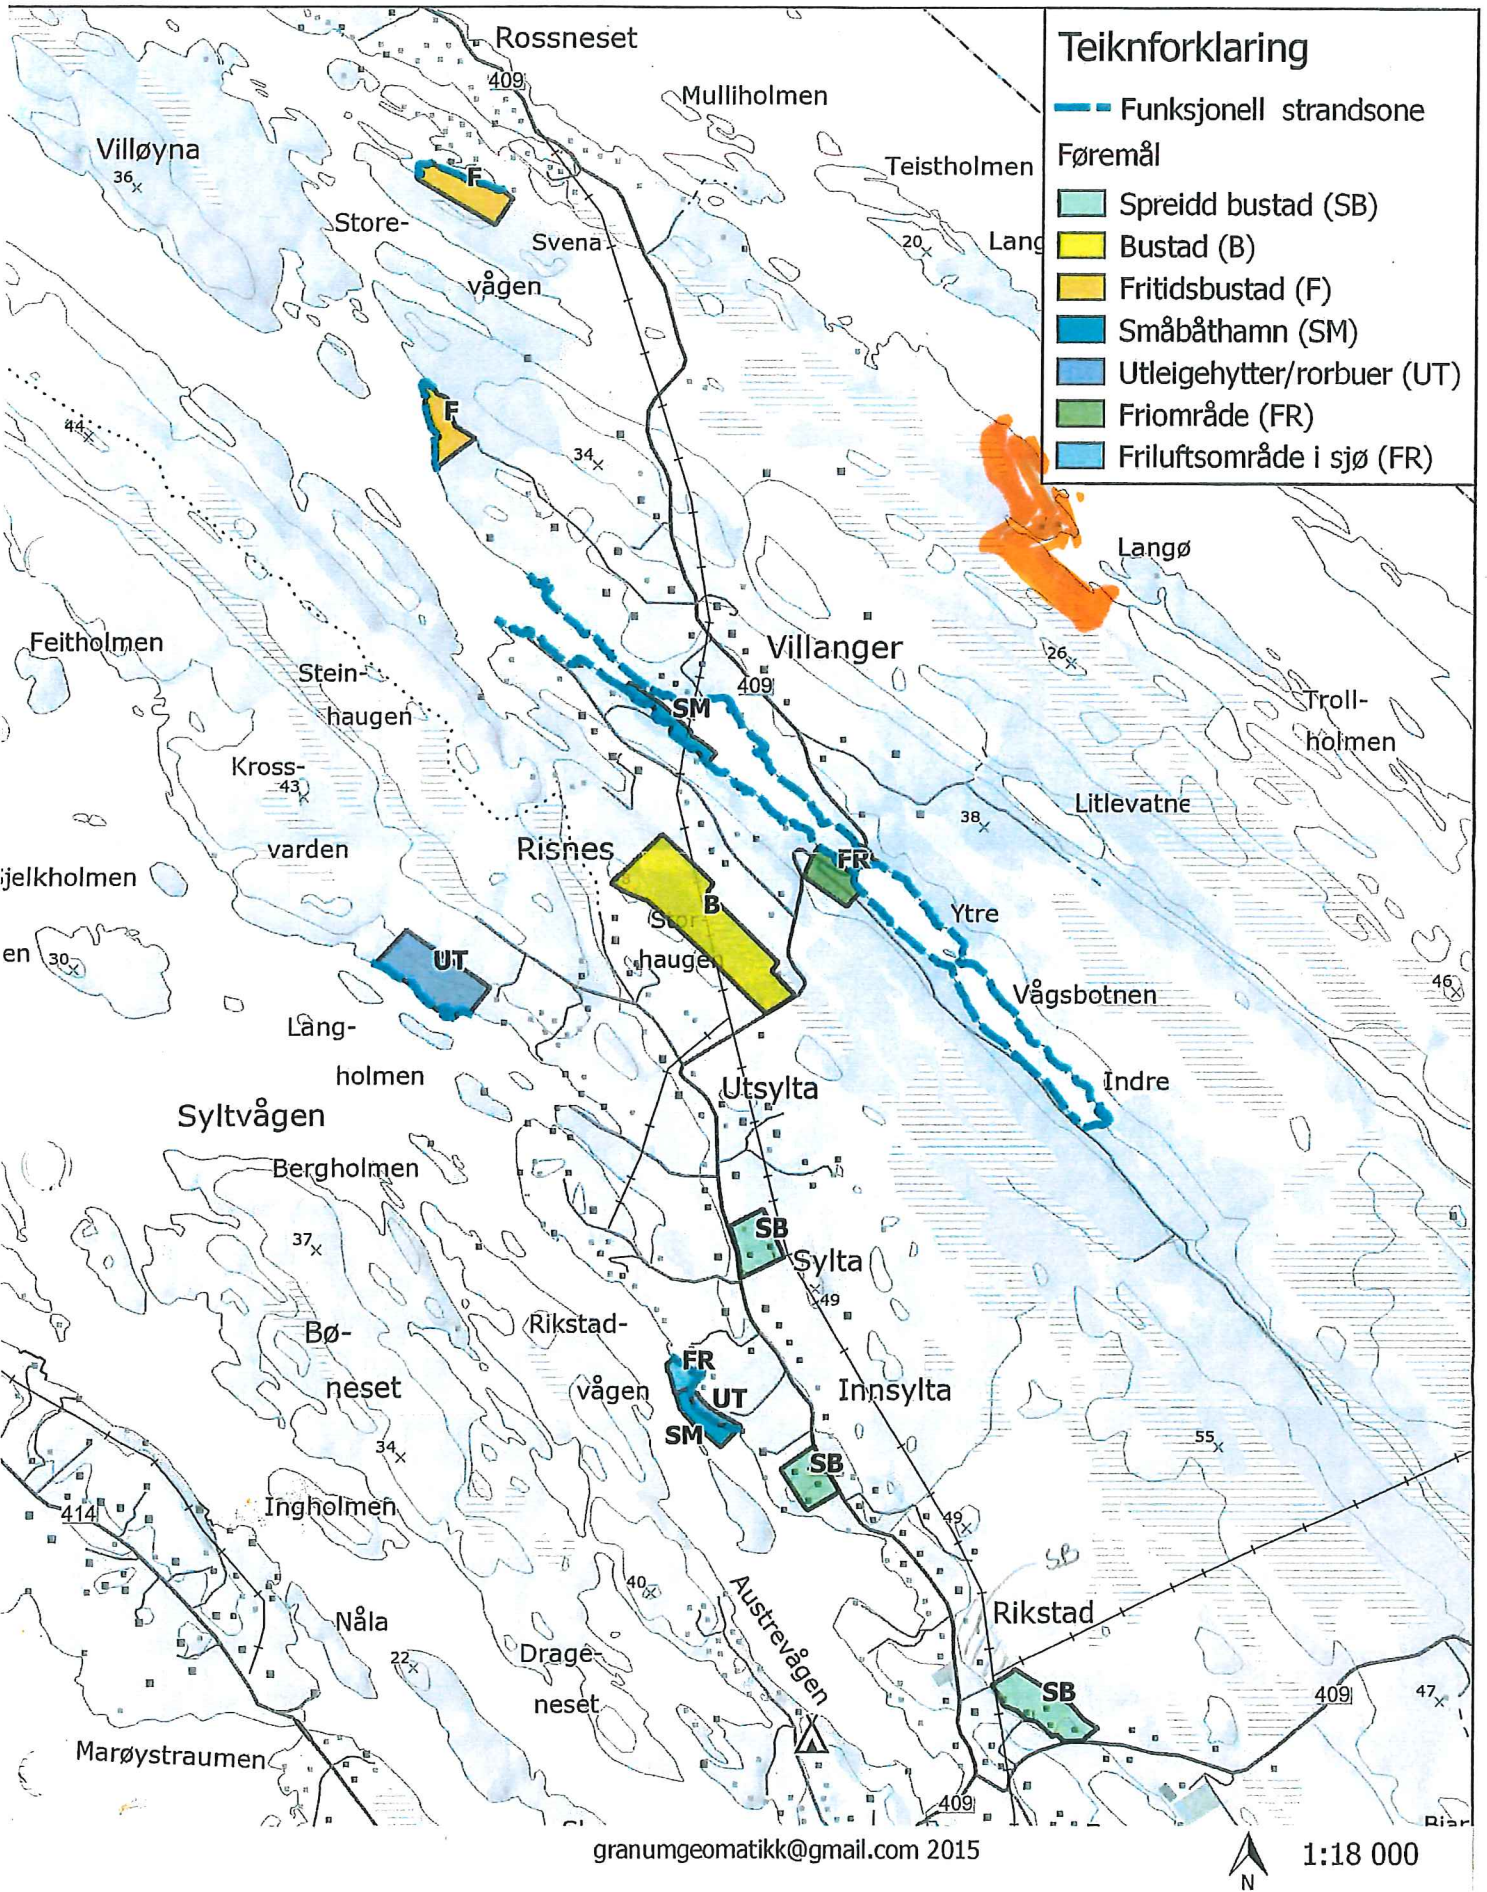 Rossneset
409
Mulliholmen
Villøyna
36
Teistholmen
Store-
Svena
vågen
20
Lang
Teiknforklaring
Funksjonell strandsone
Føremål
Spreidd bustad (SB)
Bustad (B)
Fritidsbustad (F)
Småbåthamn (SM)
Utleigehytter/rorbuer (UT)
Friområde (FR)
Friluftsområde i sjø (FR)
F
F
44
34
Langø
Feitholmen
Villanger
26
Stein-
409
haugen
SM
Troll-
holmen
Kross-
43
Litlevatne
38
varden
Risnes
FR
jelkholmen
B
Stor-
Ytre
haugen
en
30
UT
46
Vågsbotnen
Lang-
holmen
Indre
Utsylta
Syltvågen
Bergholmen
SB
37
Sylta
49
Rikstad-
Bø-
FR
neset
vågen
UT
Innsylta
SM
34
55
SB
Ingholmen
414
49
SB
40
Austrevågen
Rikstad
Nåla
Drage-
22
SB
neset
409
47
Marøystraumen
409
Bjar
granumgeomatikk@gmail.com 2015
N
1:18 000